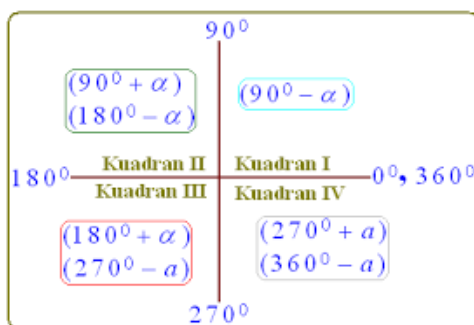 90⁰
(90⁰ + α)
(180⁰ − α)
(90⁰ − α)
Kuadran II
Kuadran I
180⁰
0⁰, 360⁰
Kuadran III
Kuadran IV
(180⁰ + α)
(270⁰ − a)
(270⁰ + a)
(360⁰ − a)
270⁰